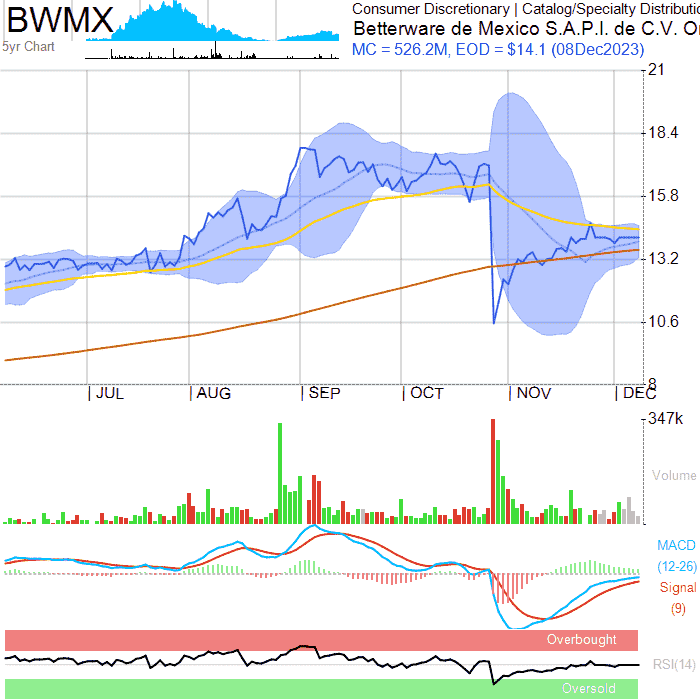 BWMX
5yr Chart
Consumer Discretionary | Catalog/Specialty Distributio
Betterware de Mexico S.A.P.I. de C.V. Or
MC = 526.2M, EOD = $14.1 (08Dec2023)
21
18.4
15.8
13.2
10.6
8
JUL AUG SEP OCT NOV DEC
347k
Volume
MACD
(12-26)
Signal
(9)
Overbought
RSI(14)
Oversold